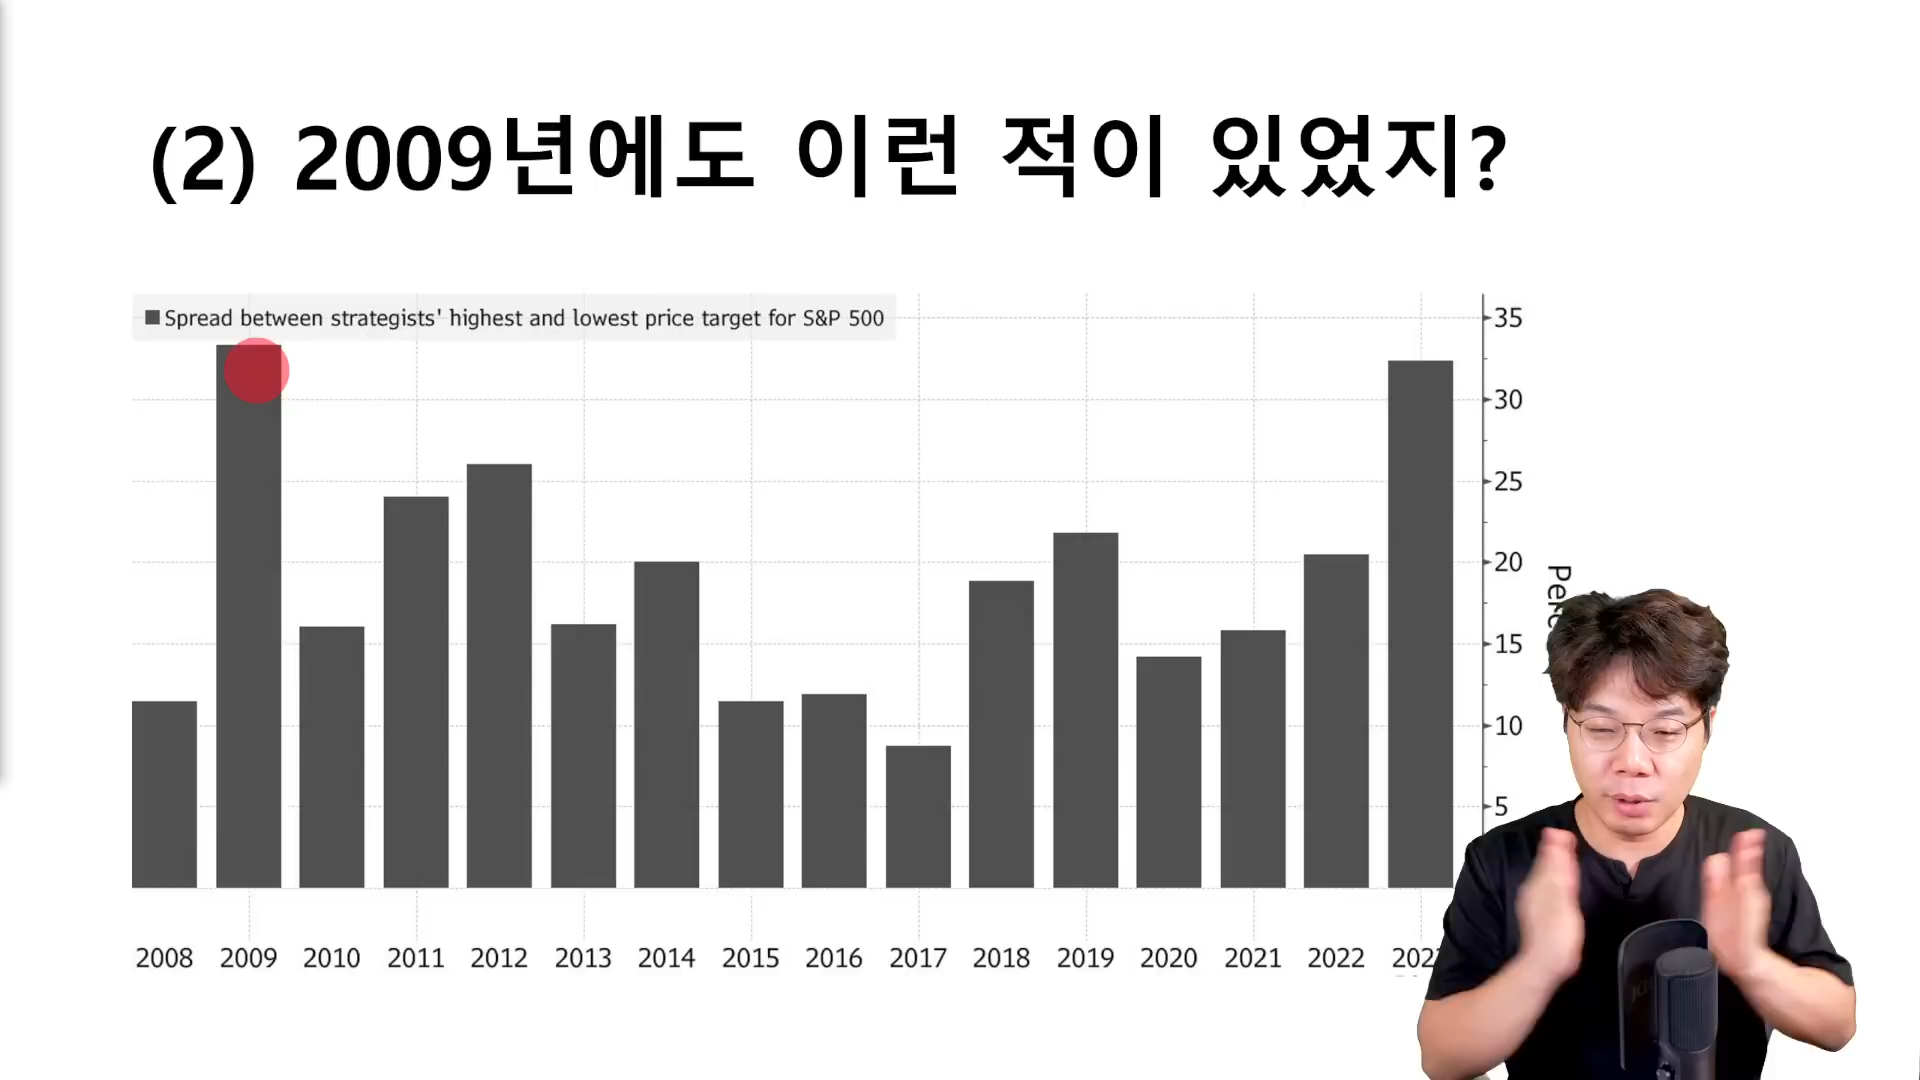 (2) 2009년에도 이런 적이 있었지?
Spread between strategists' highest and lowest price target for S&P 500
35
30
25
20
15
10
5
2008 2009 2010 2011 2012 2013 2014 2015 2016 2017 2018 2019 2020 2021 2022